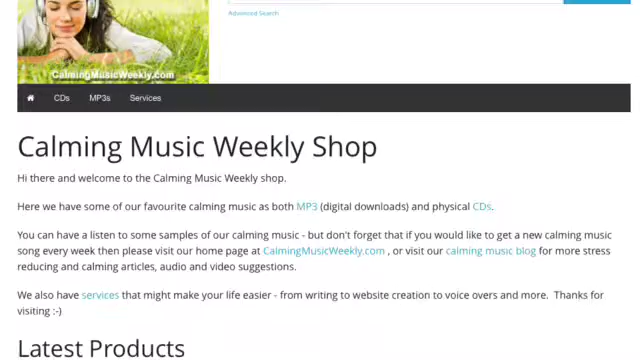 Advanced Search
CalmingMusicWeekly.com
CDs MP3s Services
Calming Music Weekly Shop
Hi there and welcome to the Calming Music Weekly shop.
Here we have some of our favourite calming music as both MP3 (digital downloads) and physical CDs.
You can have a listen to some samples of our calming music - but don't forget that if you would like to get a new calming music
song every week then please visit our home page at CalmingMusicWeekly.com , or visit our calming music blog for more stress
reducing and calming articles, audio and video suggestions.
We also have services that might make your life easier - from writing to website creation to voice overs and more. Thanks for
visiting :-)
Latest Products